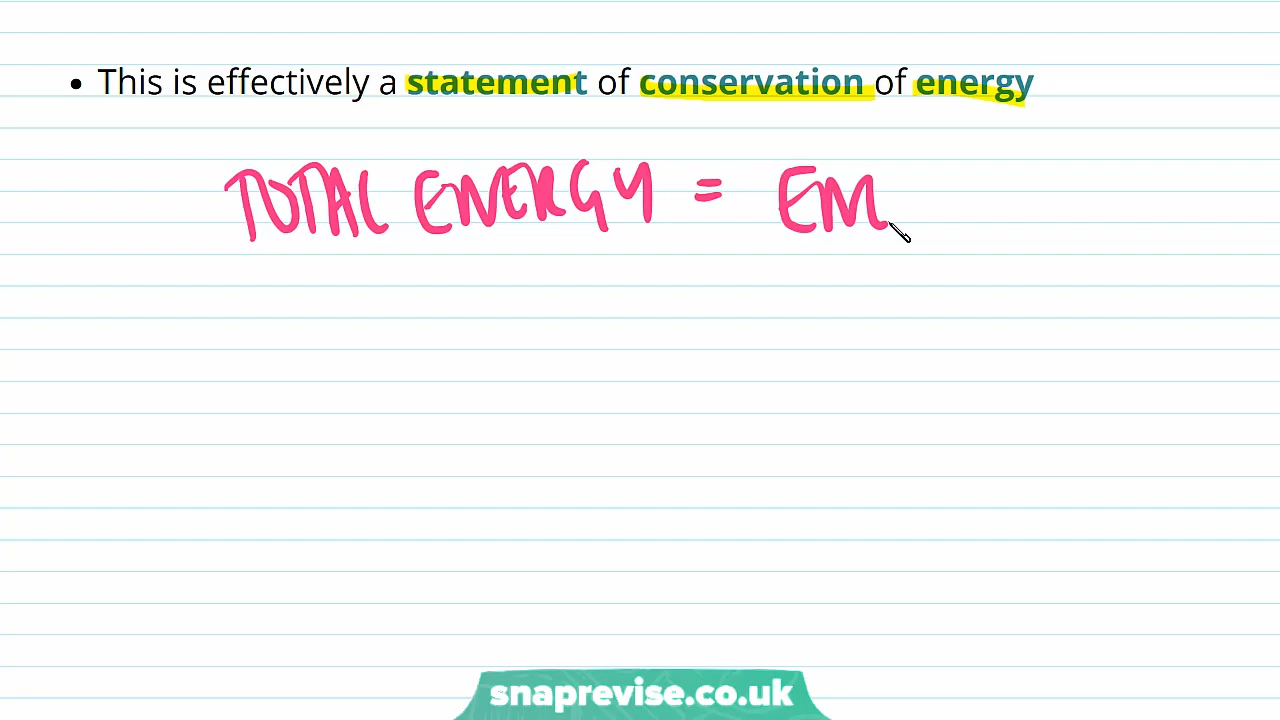 • This is effectively a statement of conservation of energy
TOTAL ENERGY = EM
snaprevise.co.uk